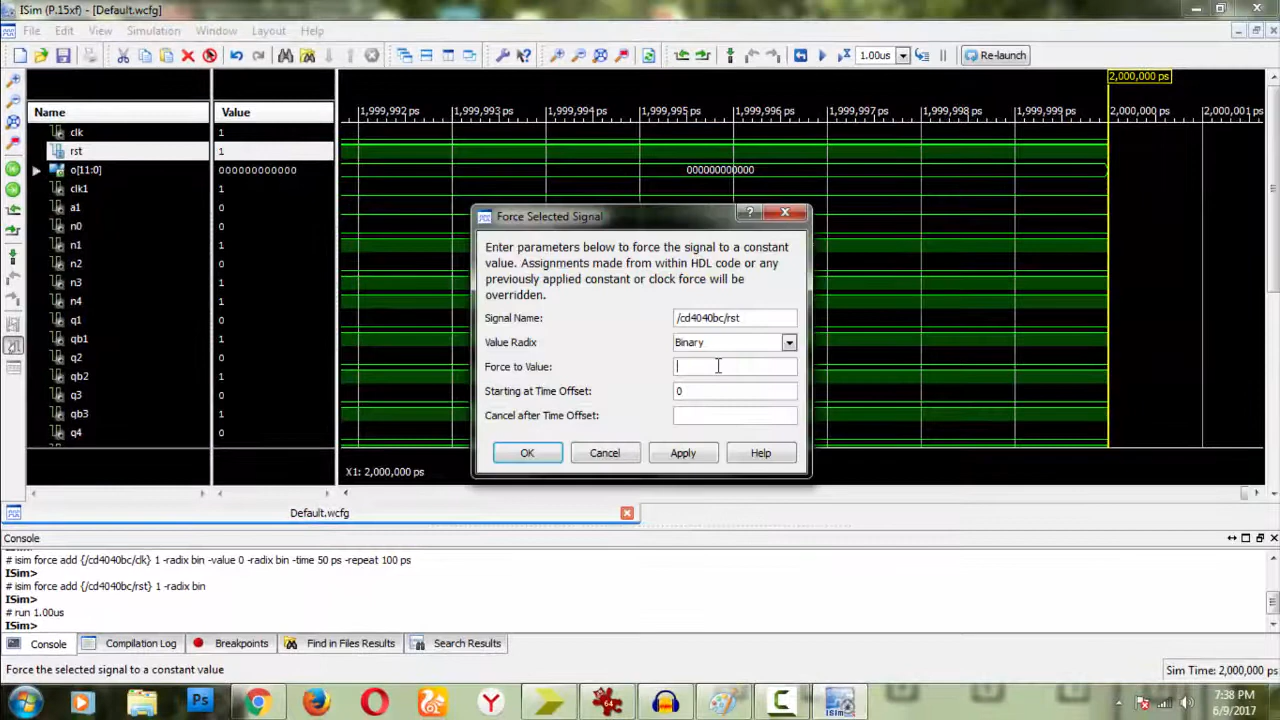 ISim (P.15xf) - [Default.wcfg]
File Edit View Simulation Window Layout Help
1.00us Re-launch
2,000,000 ps
Name Value
1,999,992 ps 1,999,993 ps 1,999,994 ps 1,999,995 ps 1,999,996 ps 1,999,997 ps 1,999,998 ps 1,999,999 ps 2,000,000 ps 2,000,001 ps
clk 1
rst 1
o[11:0] 000000000000 000000000000
clk1 1
a1 0
n0 0
n1 1
n2 0
n3 1
n4 1
q1 0
qb1 1
q2 0
qb2 1
q3 0
qb3 1
q4 0
Force Selected Signal
Enter parameters below to force the signal to a constant
value. Assignments made from within HDL code or any
previously applied constant or clock force will be
overridden.
Signal Name: /cd4040bc/rst
Value Radix Binary
Force to Value:
Starting at Time Offset: 0
Cancel after Time Offset:
OK Cancel Apply Help
X1: 2,000,000 ps
Default.wcfg
Console
# isim force add {/cd4040bc/clk} 1 -radix bin -value 0 -radix bin -time 50 ps -repeat 100 ps
ISim>
# isim force add {/cd4040bc/rst} 1 -radix bin
ISim>
# run 1.00us
ISim>
Console Compilation Log Breakpoints Find in Files Results Search Results
Force the selected signal to a constant value Sim Time: 2,000,000 ps
Ps 64 ISim
7:38 PM
6/9/2017